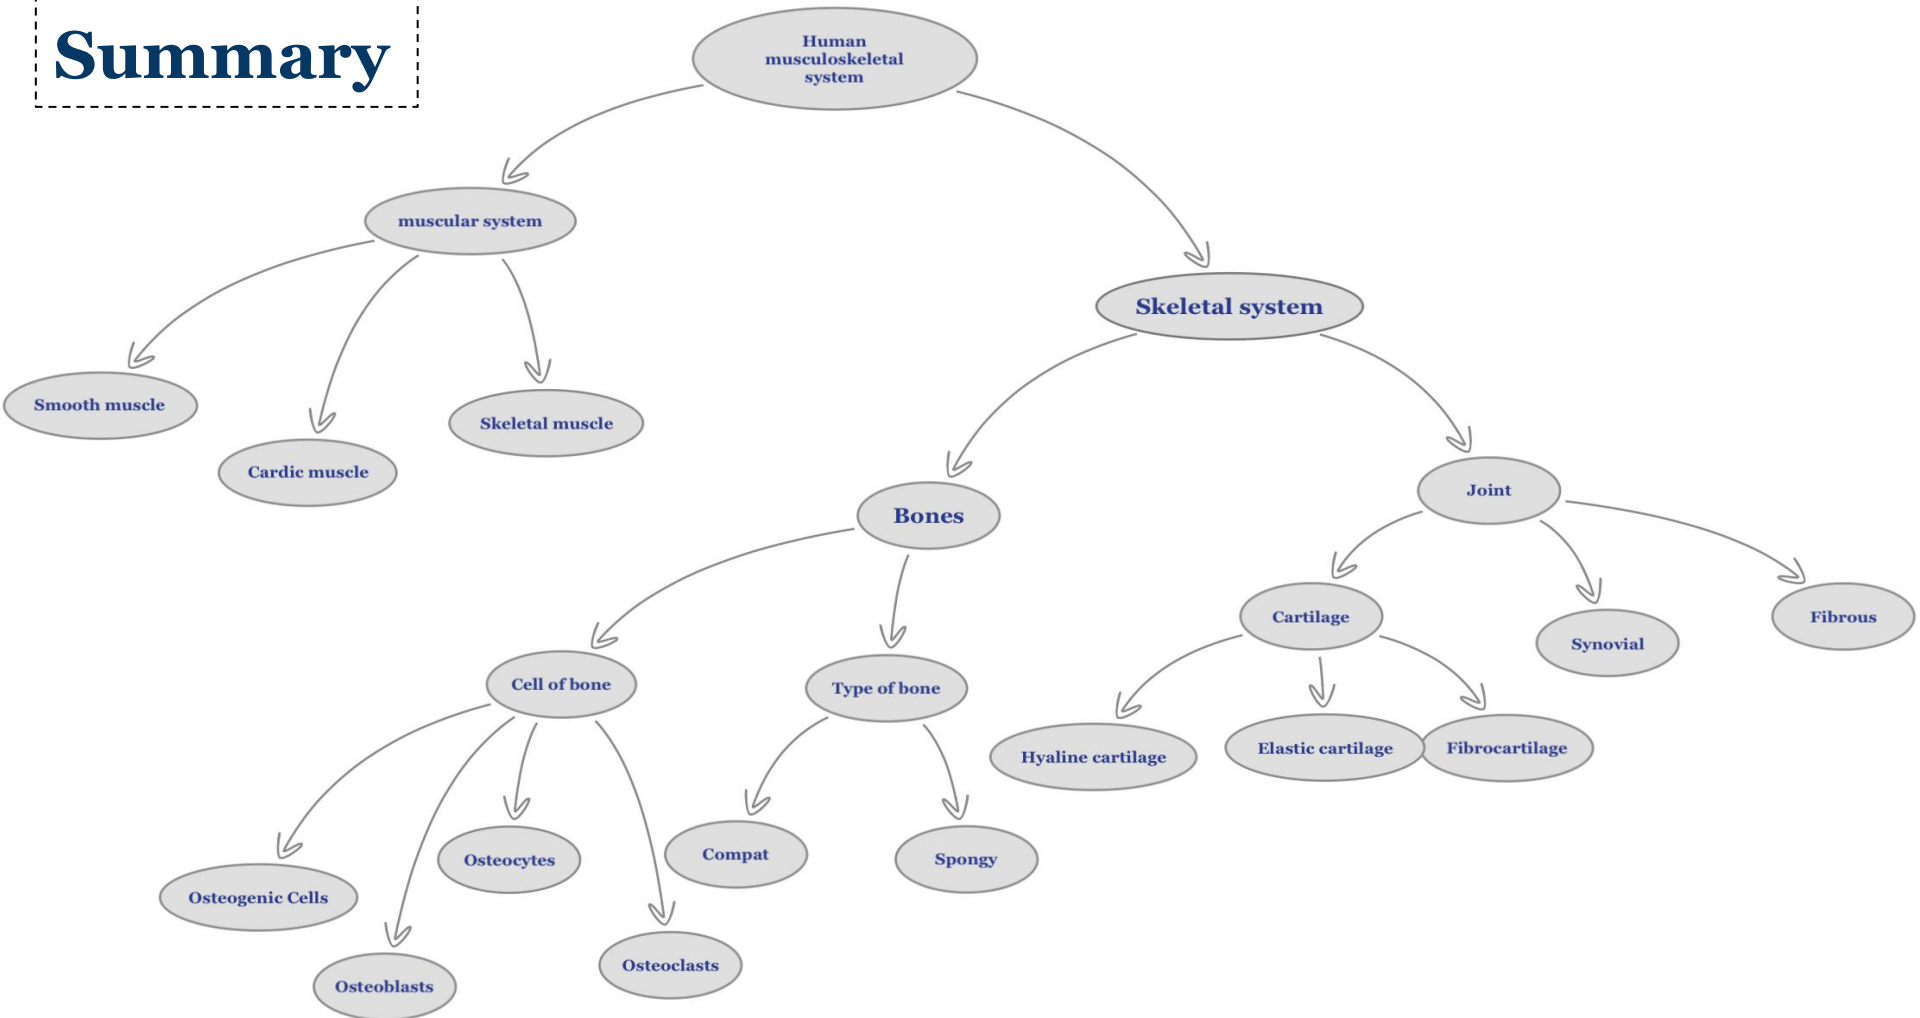 Summary
Human
musculoskeletal
system
muscular system
Skeletal system
Smooth muscle
Cardic muscle
Skeletal muscle
Bones
Joint
Cartilage
Synovial
Fibrous
Cell of bone
Type of bone
Hyaline cartilage
Elastic cartilage
Fibrocartilage
Osteogenic Cells
Osteoblasts
Osteocytes
Osteoclasts
Compat
Spongy